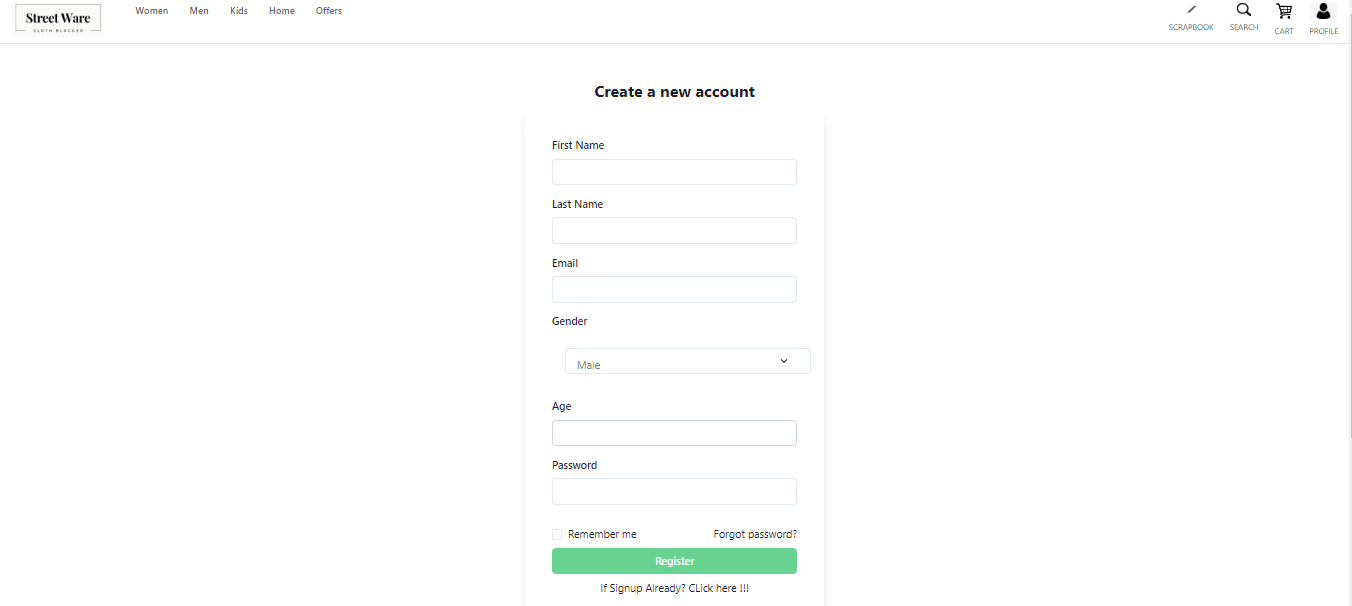 Street Ware
CLOTH BLOCKER
Women Men Kids Home Offers
SCRAPBOOK SEARCH CART PROFILE
Create a new account
First Name
Last Name
Email
Gender
Male
Age
Password
Remember me Forgot password?
Register
If Signup Already? CLick here !!!